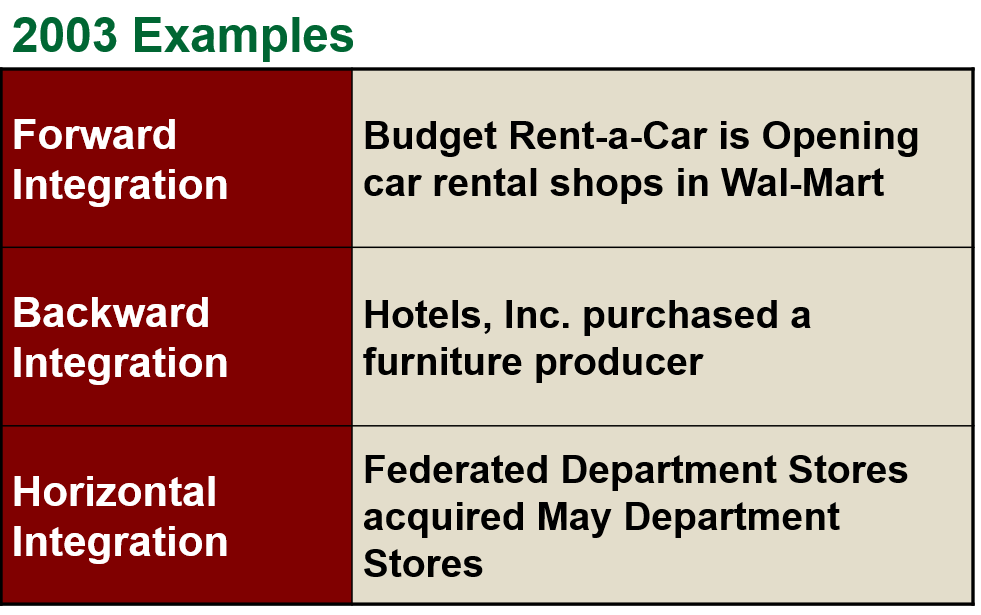 2003 Examples
Forward
Integration
Budget Rent-a-Car is Opening
car rental shops in Wal-Mart
Backward
Integration
Hotels, Inc. purchased a
furniture producer
Horizontal
Integration
Federated Department Stores
acquired May Department
Stores